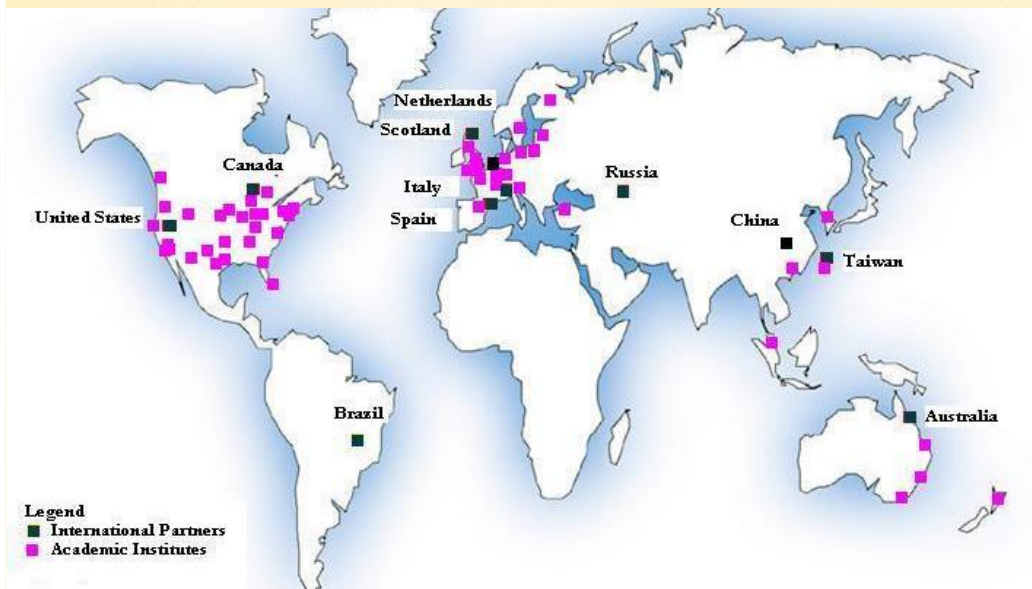 Netherlands
Scotland
Canada
Italy
Russia
United States
Spain
China
Taiwan
Brazil
Australia
Legend
International Partners
Academic Institutes